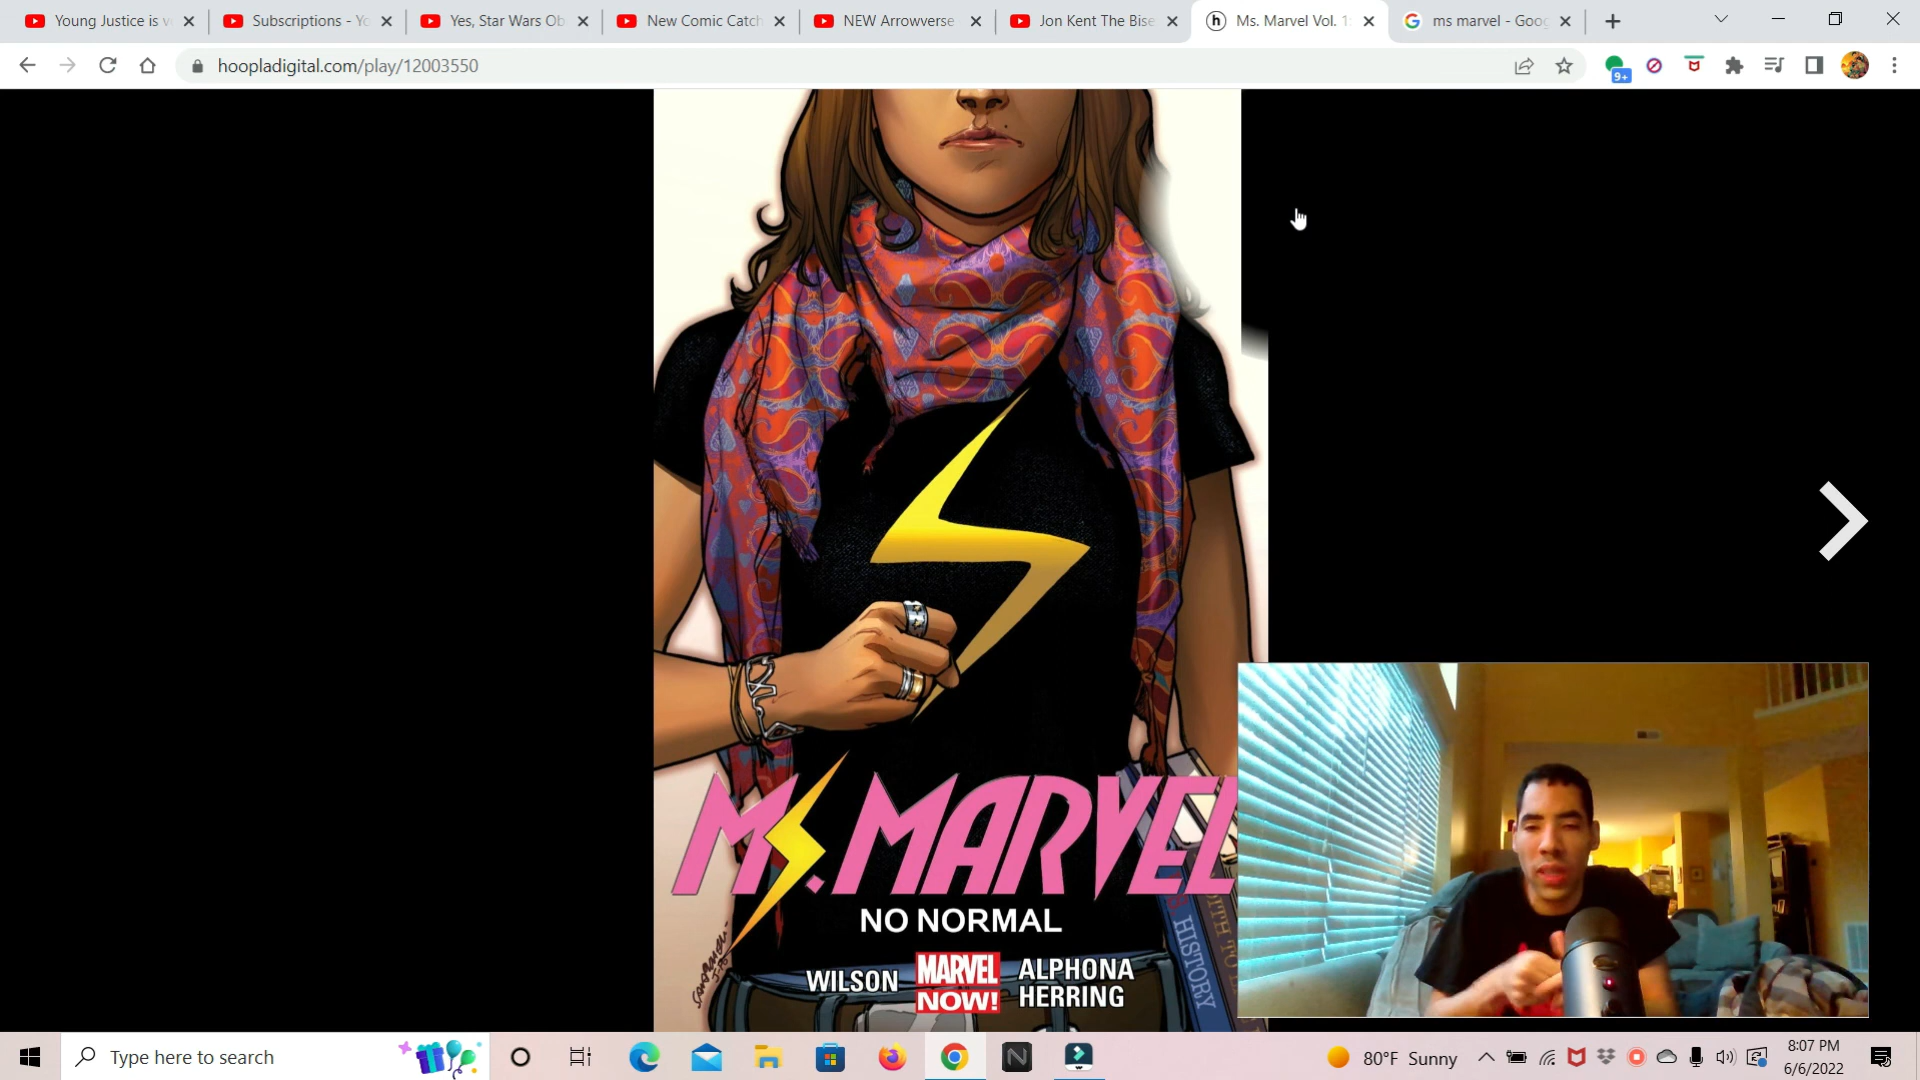 Young Justice is v
Subscriptions - Yo
Yes, Star Wars Ob
New Comic Catch
NEW Arrowverse
Jon Kent The Bise
Ms. Marvel Vol. 1:
ms marvel - Goog
hoopladigital.com/play/12003550
9+
MS. MARVEL
NO NORMAL
WILSON
MARVEL
NOW!
ALPHONA
HERRING
HISTORY
Type here to search
80°F Sunny
8:07 PM
6/6/2022